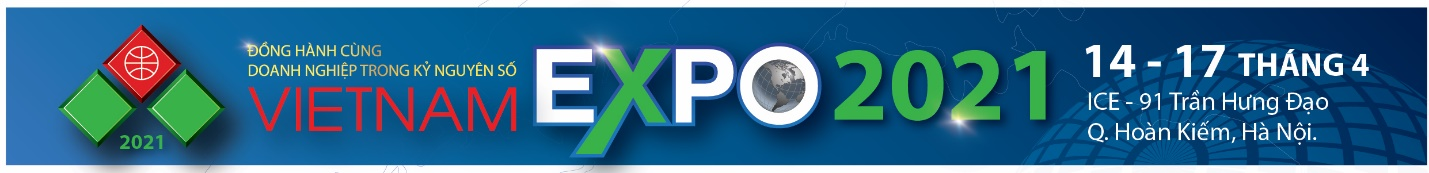 2021
ĐỒNG HÀNH CÙNG
DOANH NGHIỆP TRONG KỶ NGUYÊN SỐ
VIETNAM EXPO 2021
14 - 17 THÁNG 4
ICE - 91 Trần Hưng Đạo
Q. Hoàn Kiếm, Hà Nội.